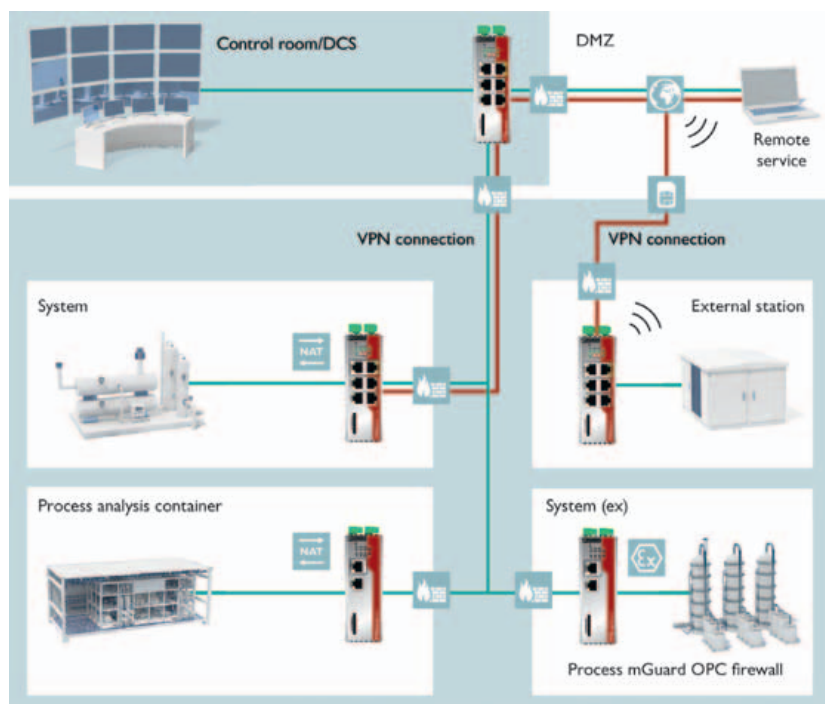 Control room/DCS
DMZ
Remote
service
VPN connection
VPN connection
System
NAT
External station
Process analysis container
NAT
System (ex)
Ex
Process mGuard OPC firewall